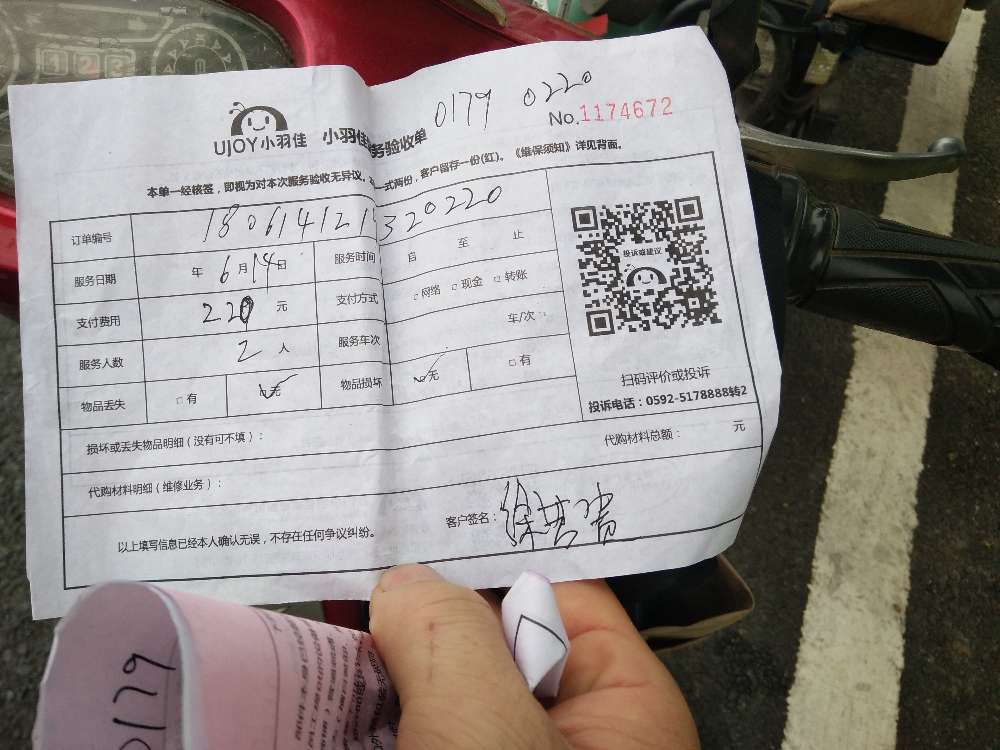 0179 0220
UJOY小羽佳 小羽佳服务验收单 No.1174672
本单一经核签，即视为对本次服务验收无异议。本单一式两份，客户留存一份(红)。《维保须知》详见背面。
订单编号 1806141215320220
服务日期 年 6 月 14 日 服务时间 自 至 止
支付费用 220 元 支付方式 □网络 □现金 □转账
服务人数 2 人 服务车次 车/次
物品丢失 □有 □无 物品损坏 □无 □有
投诉或建议
扫码评价或投诉
投诉电话：0592-5178888转2
损坏或丢失物品明细（没有可不填）：
代购材料明细（维修业务）： 代购材料总额： 元
以上填写信息已经本人确认无误，不存在任何争议纠纷。 客户签名：
0179